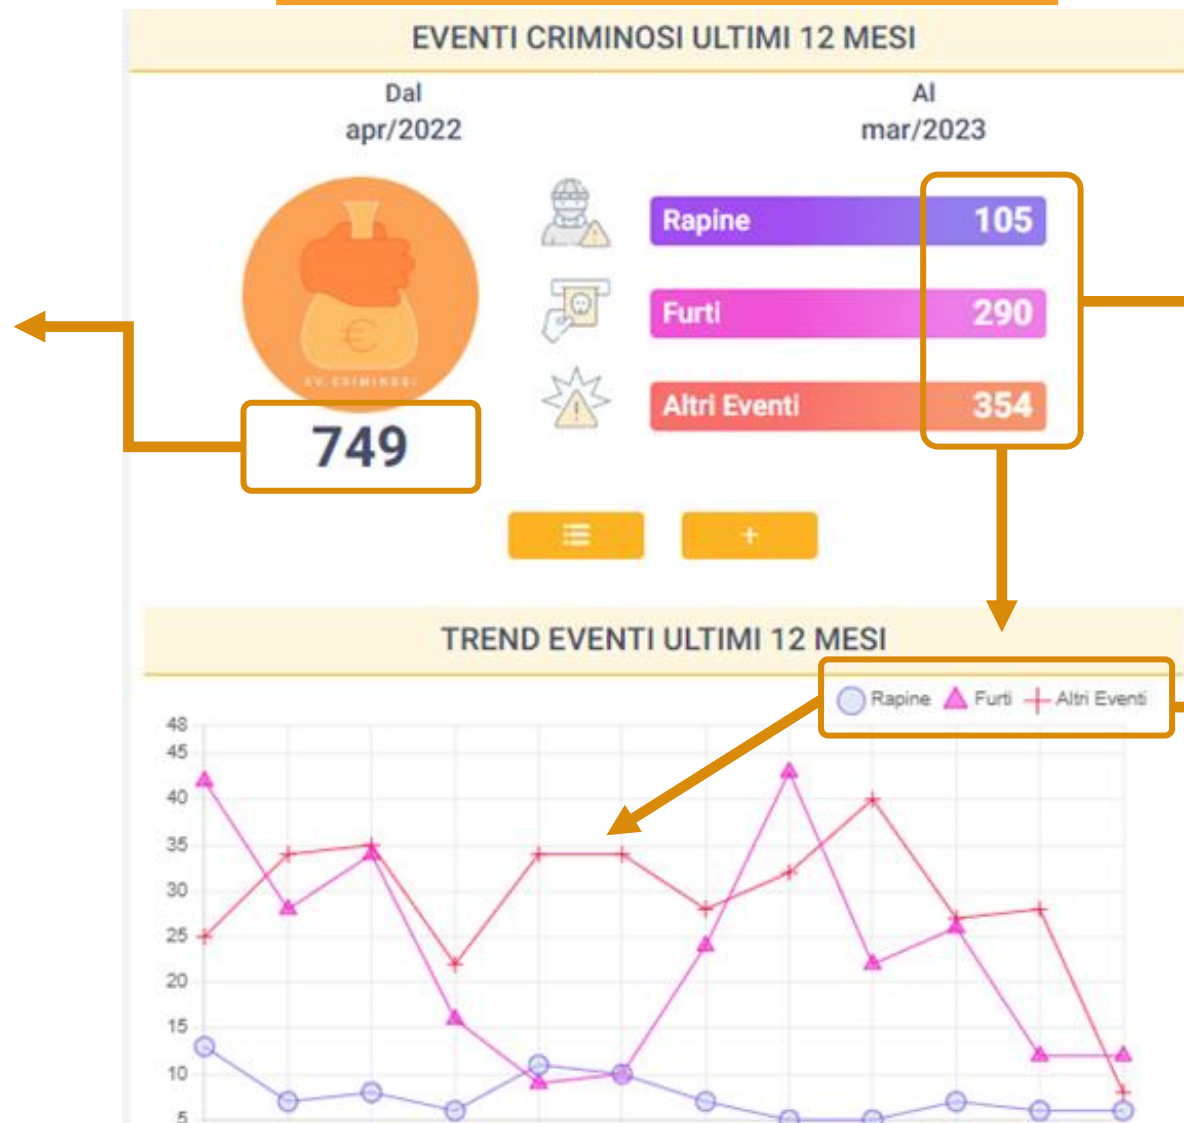 EVENTI CRIMINOSI ULTIMI 12 MESI
Dal
apr/2022
Al
mar/2023
Rapine 105
Furti 290
Altri Eventi 354
EV. CRIMINOSI
749
+
TREND EVENTI ULTIMI 12 MESI
Rapine Furti Altri Eventi
48
45
40
35
30
25
20
15
10
5